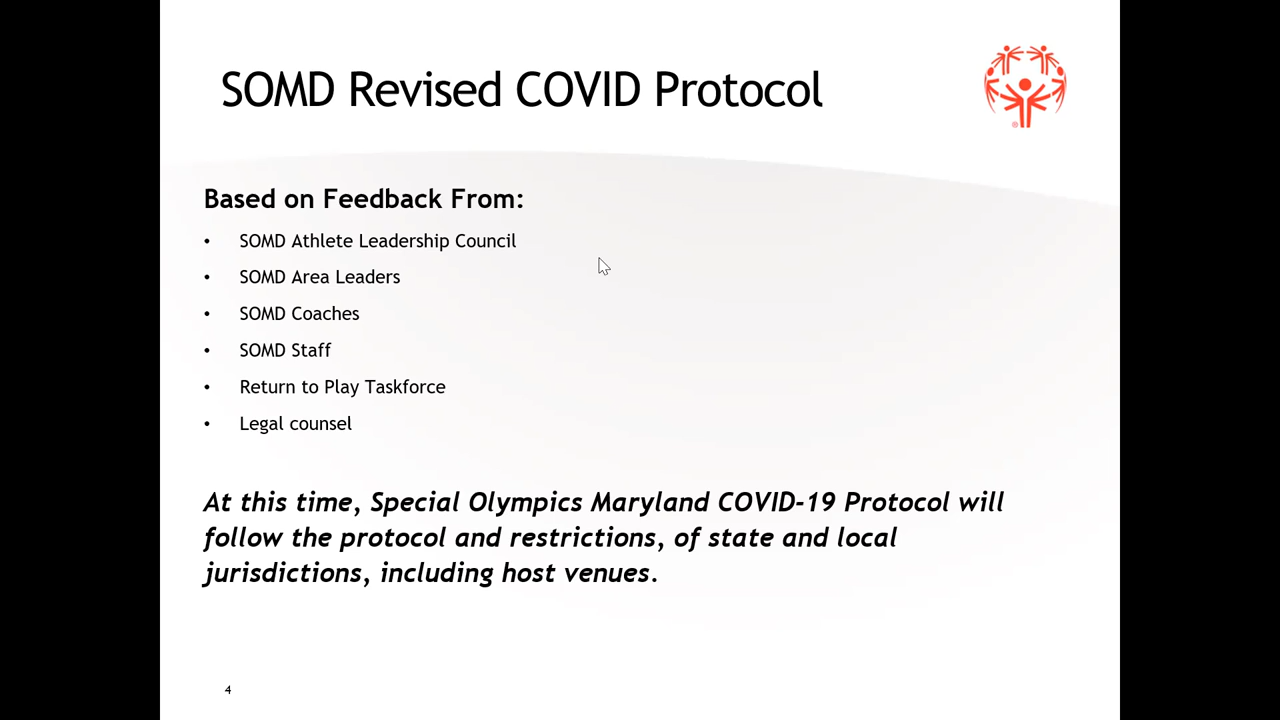 SOMD Revised COVID Protocol
®
Based on Feedback From:
• SOMD Athlete Leadership Council
• SOMD Area Leaders
• SOMD Coaches
• SOMD Staff
• Return to Play Taskforce
• Legal counsel
At this time, Special Olympics Maryland COVID-19 Protocol will
follow the protocol and restrictions, of state and local
jurisdictions, including host venues.
4